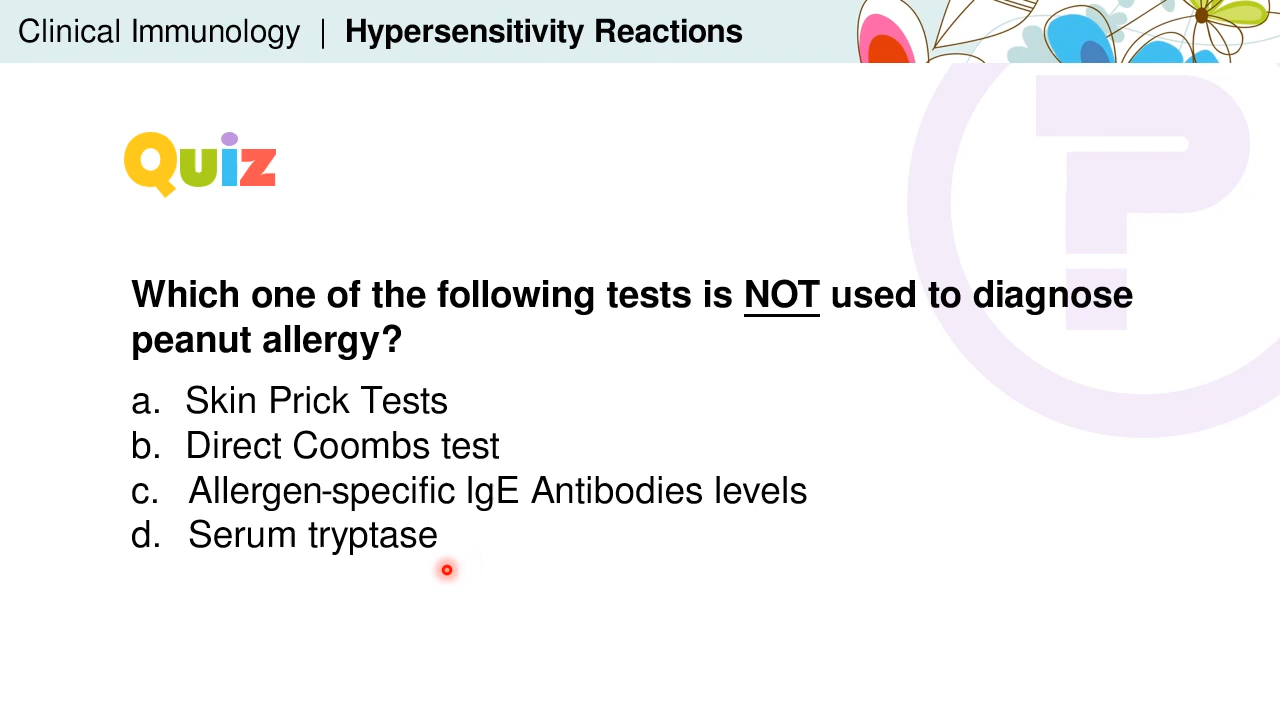 Clinical Immunology | Hypersensitivity Reactions
Quiz
Which one of the following tests is NOT used to diagnose
peanut allergy?
a. Skin Prick Tests
b. Direct Coombs test
c. Allergen-specific IgE Antibodies levels
d. Serum tryptase